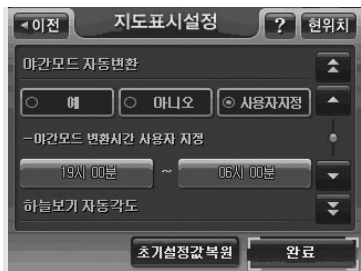 ◀이전 지도표시설정 ? 현위치
야간모드 자동변환
예 아니오 사용자지정
-야간모드 변환시간 사용자 지정
19시 00분 ~ 06시 00분
하늘보기 자동각도
초기설정값복원 완료